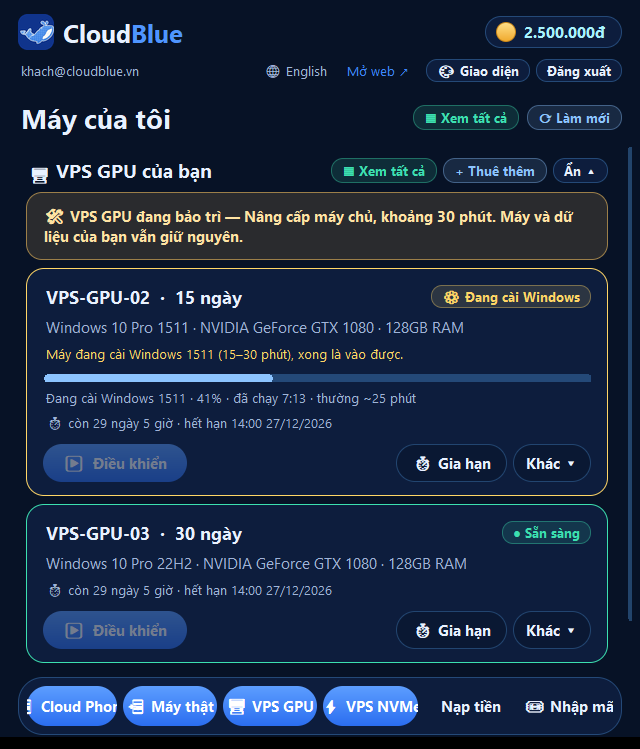 CloudBlue
2.500.000đ
khach@cloudblue.vn
English
Mở web ↗
Giao diện
Đăng xuất
Máy của tôi
Xem tất cả
Làm mới
VPS GPU của bạn
Xem tất cả
+ Thuê thêm
Ẩn ▲
VPS GPU đang bảo trì — Nâng cấp máy chủ, khoảng 30 phút. Máy và dữ
liệu của bạn vẫn giữ nguyên.
VPS-GPU-02 · 15 ngày
Đang cài Windows
Windows 10 Pro 1511 · NVIDIA GeForce GTX 1080 · 128GB RAM
Máy đang cài Windows 1511 (15–30 phút), xong là vào được.
Đang cài Windows 1511 · 41% · đã chạy 7:13 · thường ~25 phút
còn 29 ngày 5 giờ · hết hạn 14:00 27/12/2026
Điều khiển
Gia hạn
Khác ▼
VPS-GPU-03 · 30 ngày
● Sẵn sàng
Windows 10 Pro 22H2 · NVIDIA GeForce GTX 1080 · 128GB RAM
còn 29 ngày 5 giờ · hết hạn 14:00 27/12/2026
Điều khiển
Gia hạn
Khác ▼
Cloud Phon
Máy thật
VPS GPU
VPS NVMe
Nạp tiền
Nhập mã